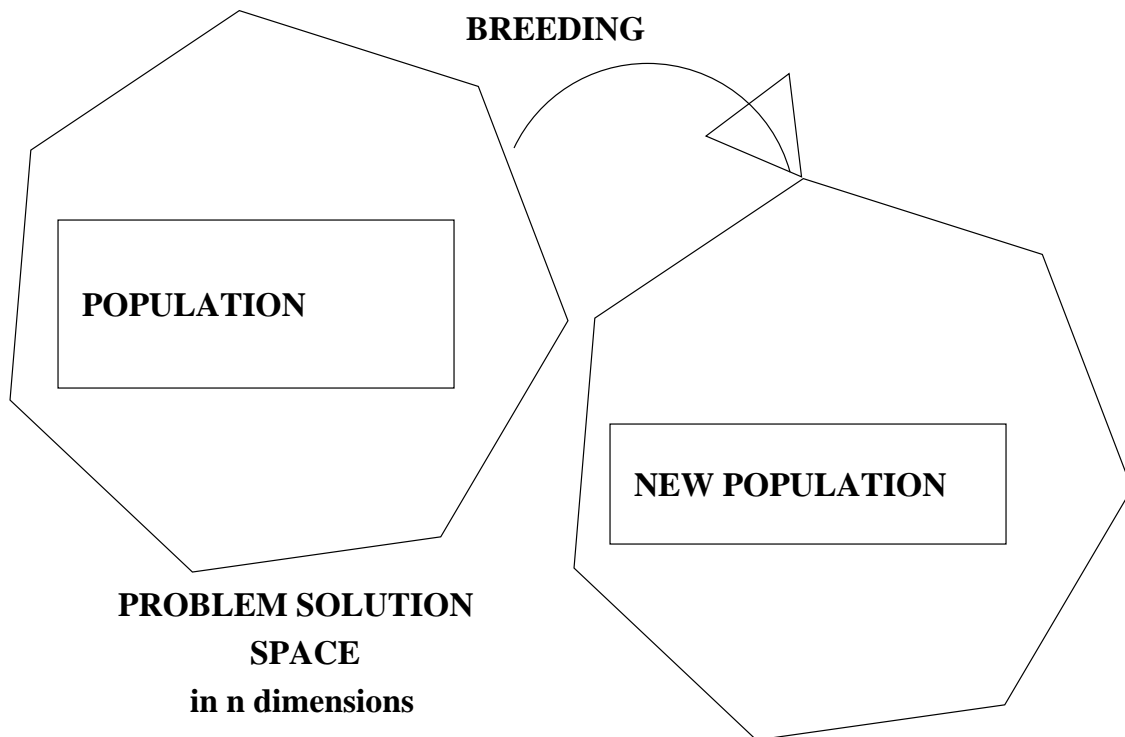 BREEDING
POPULATION
NEW POPULATION
PROBLEM SOLUTION
SPACE
in n dimensions